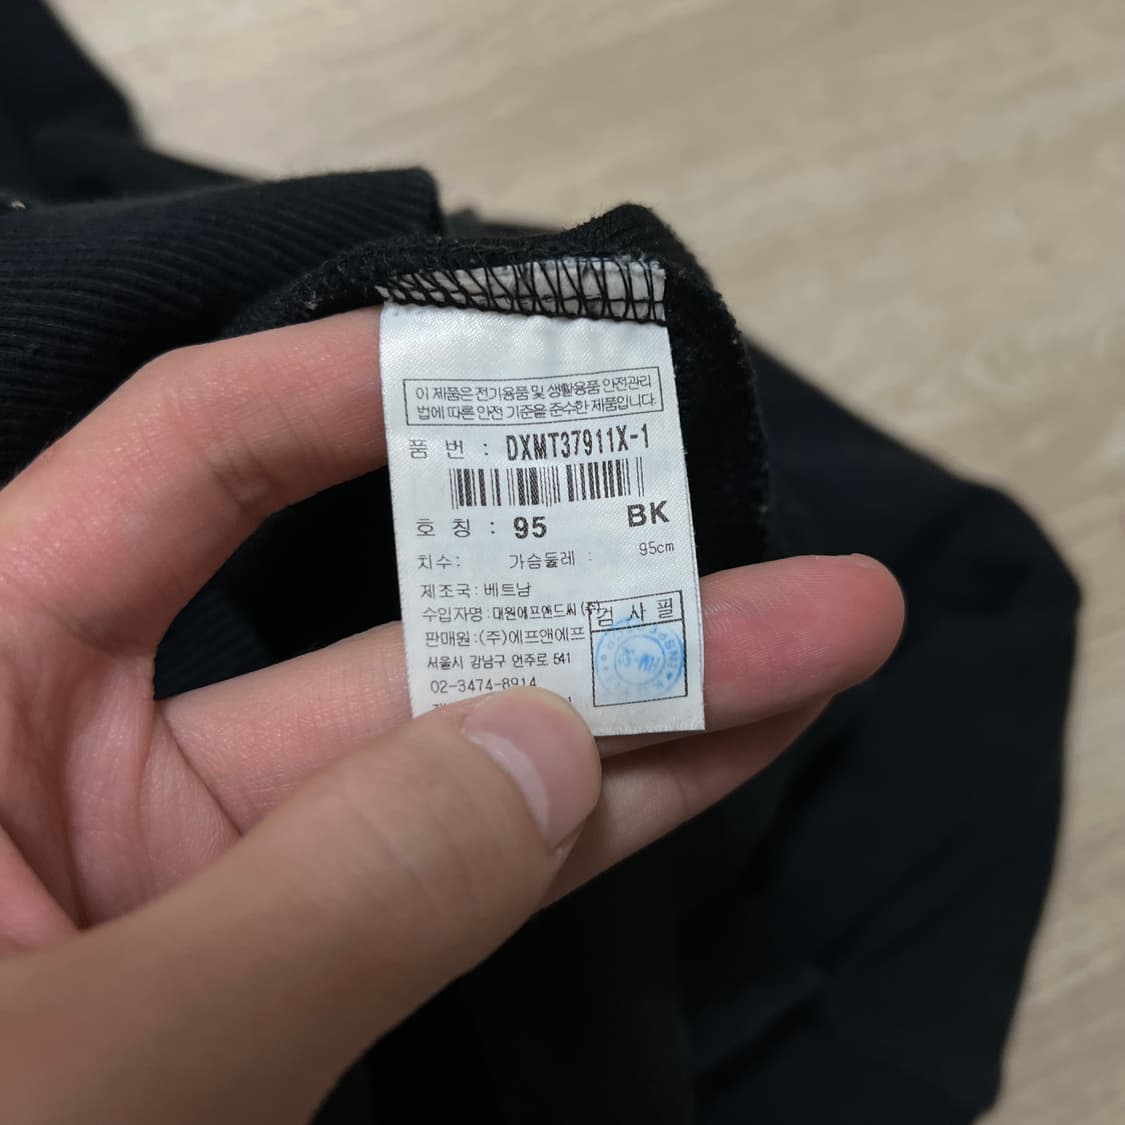 이 제품은 전기용품 및 생활용품 안전관리
법에 따른 안전 기준을 준수한 제품입니다.
품 번 : DXMT37911X-1
호 칭 : 95 BK
치수: 가슴둘레 : 95cm
제조국: 베트남
수입자명 : 대원에프앤드씨 (주)
검 사 필
판매원:(주)에프앤에프
서울시 강남구 언주로 541
02-3474-8914